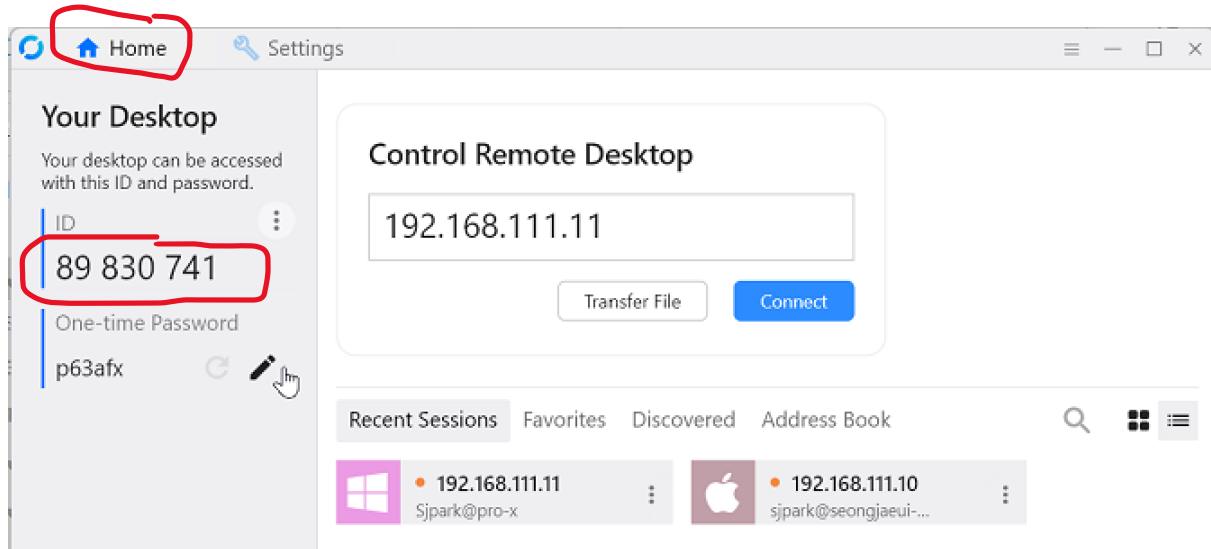 Home
Settings
Your Desktop
Your desktop can be accessed
with this ID and password.
ID
89 830 741
One-time Password
p63afx
Control Remote Desktop
192.168.111.11
Transfer File
Connect
Recent Sessions
Favorites
Discovered
Address Book
192.168.111.11
Sjpark@pro-x
192.168.111.10
sjpark@seongjaeui-...